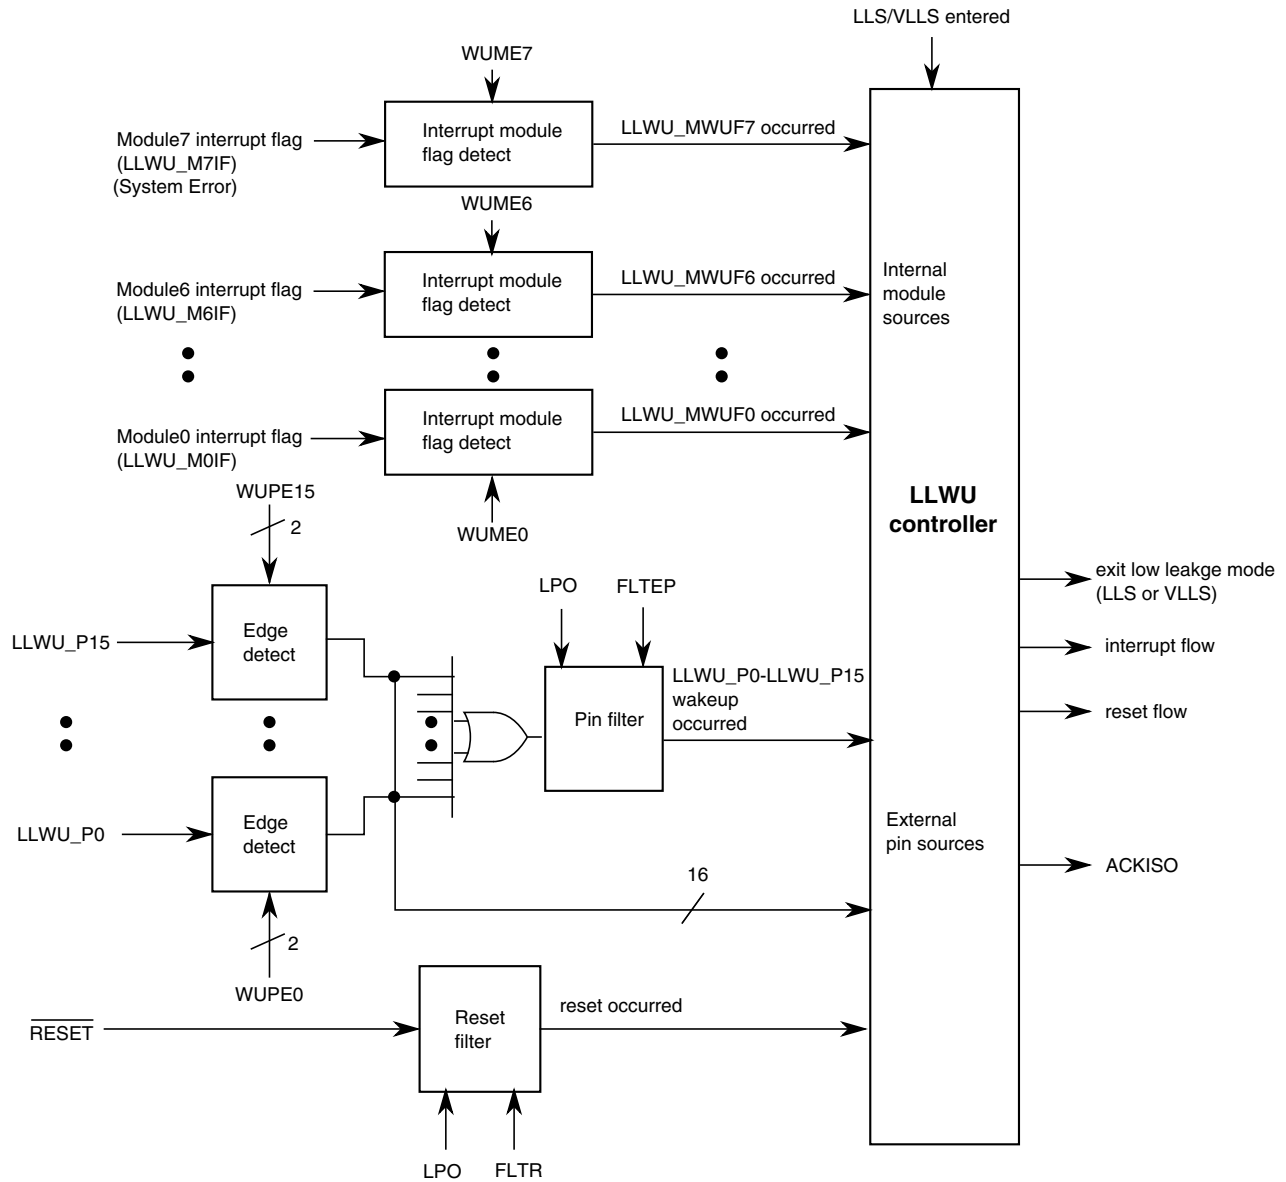 LLS/VLLS entered
WUME7
Module7 interrupt flag
(LLWU_M7IF)
(System Error)
Interrupt module
flag detect
LLWU_MWUF7 occurred
WUME6
Module6 interrupt flag
(LLWU_M6IF)
Interrupt module
flag detect
LLWU_MWUF6 occurred
Internal
module
sources
Module0 interrupt flag
(LLWU_M0IF)
Interrupt module
flag detect
LLWU_MWUF0 occurred
WUME0
LLWU
controller
WUPE15
2
LLWU_P15
Edge
detect
LPO
FLTEP
Pin filter
LLWU_P0-LLWU_P15
wakeup
occurred
exit low leakge mode
(LLS or VLLS)
interrupt flow
reset flow
LLWU_P0
Edge
detect
2
WUPE0
External
pin sources
16
ACKISO
RESET
Reset
filter
reset occurred
LPO
FLTR